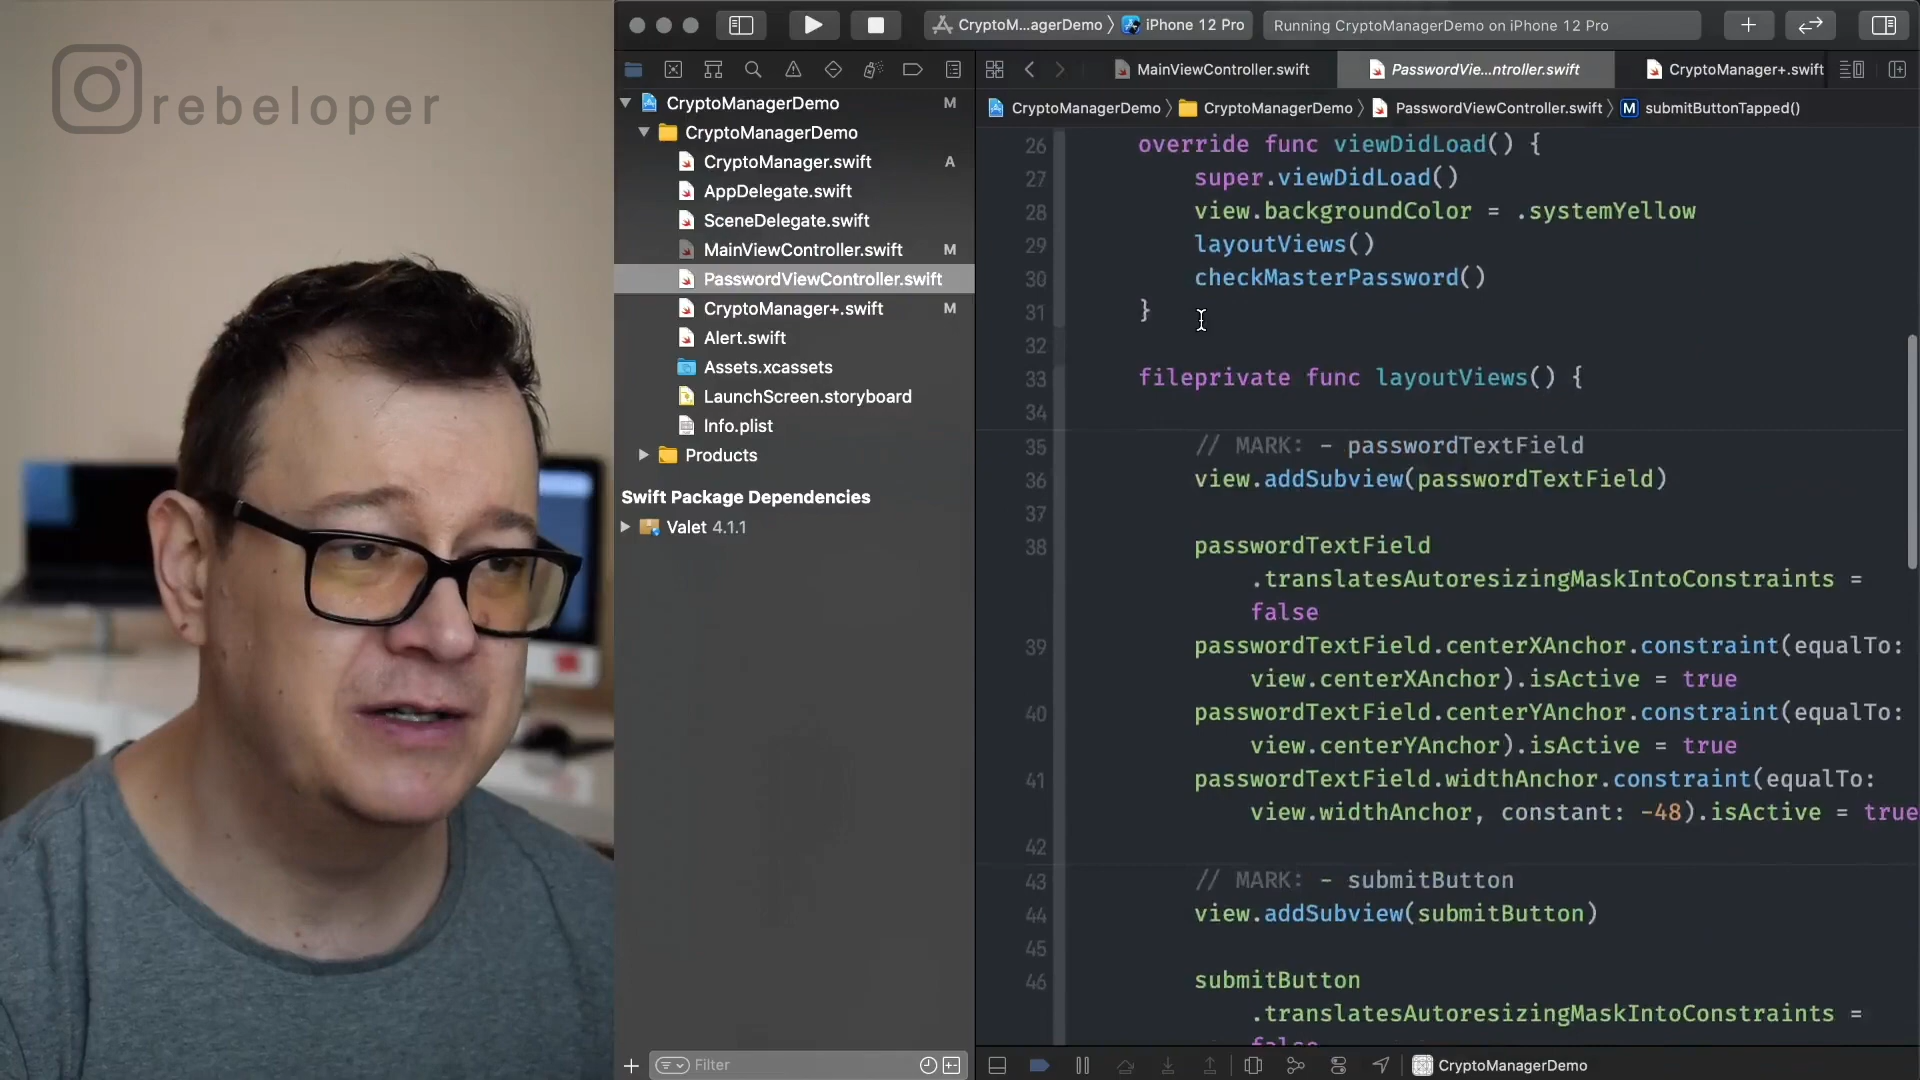 @rebeloper
CryptoM...agerDemo
iPhone 12 Pro
Running CryptoManagerDemo on iPhone 12 Pro
MainViewController.swift
PasswordVie...ntroller.swift
CryptoManager+.swift
CryptoManagerDemo
CryptoManagerDemo
PasswordViewController.swift
M submitButtonTapped()
CryptoManagerDemo M
CryptoManagerDemo
CryptoManager.swift A
AppDelegate.swift
SceneDelegate.swift
MainViewController.swift M
PasswordViewController.swift
CryptoManager+.swift M
Alert.swift
Assets.xcassets
LaunchScreen.storyboard
Info.plist
Products
Swift Package Dependencies
Valet 4.1.1
Filter
26 override func viewDidLoad() {
27 super.viewDidLoad()
28 view.backgroundColor = .systemYellow
29 layoutViews()
30 checkMasterPassword()
31 }
32
33 fileprivate func layoutViews() {
34
35 // MARK: - passwordTextField
36 view.addSubview(passwordTextField)
37
38 passwordTextField
.translatesAutoresizingMaskIntoConstraints =
false
39 passwordTextField.centerXAnchor.constraint(equalTo:
view.centerXAnchor).isActive = true
40 passwordTextField.centerYAnchor.constraint(equalTo:
view.centerYAnchor).isActive = true
41 passwordTextField.widthAnchor.constraint(equalTo:
view.widthAnchor, constant: -48).isActive = true
42
43 // MARK: - submitButton
44 view.addSubview(submitButton)
45
46 submitButton
.translatesAutoresizingMaskIntoConstraints =
false
CryptoManagerDemo